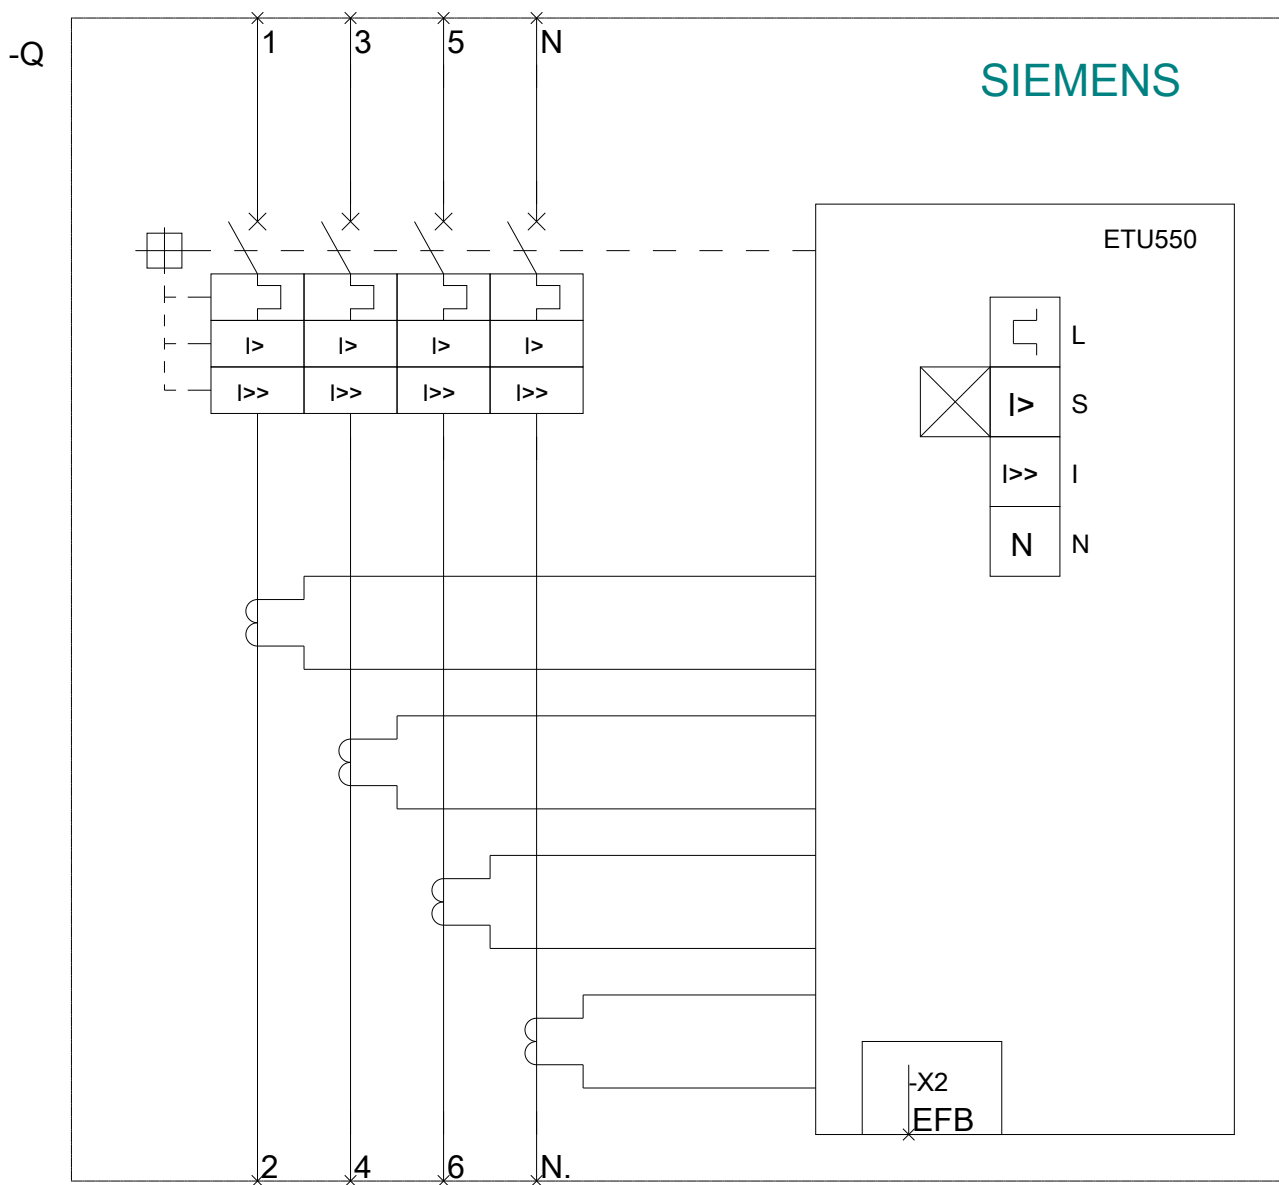 1 3 5 N
-Q
SIEMENS
ETU550
I> I> I> I>
I>> I>> I>> I>>
L
I> S
I>> I
N N
-X2
EFB
2 4 6 N.